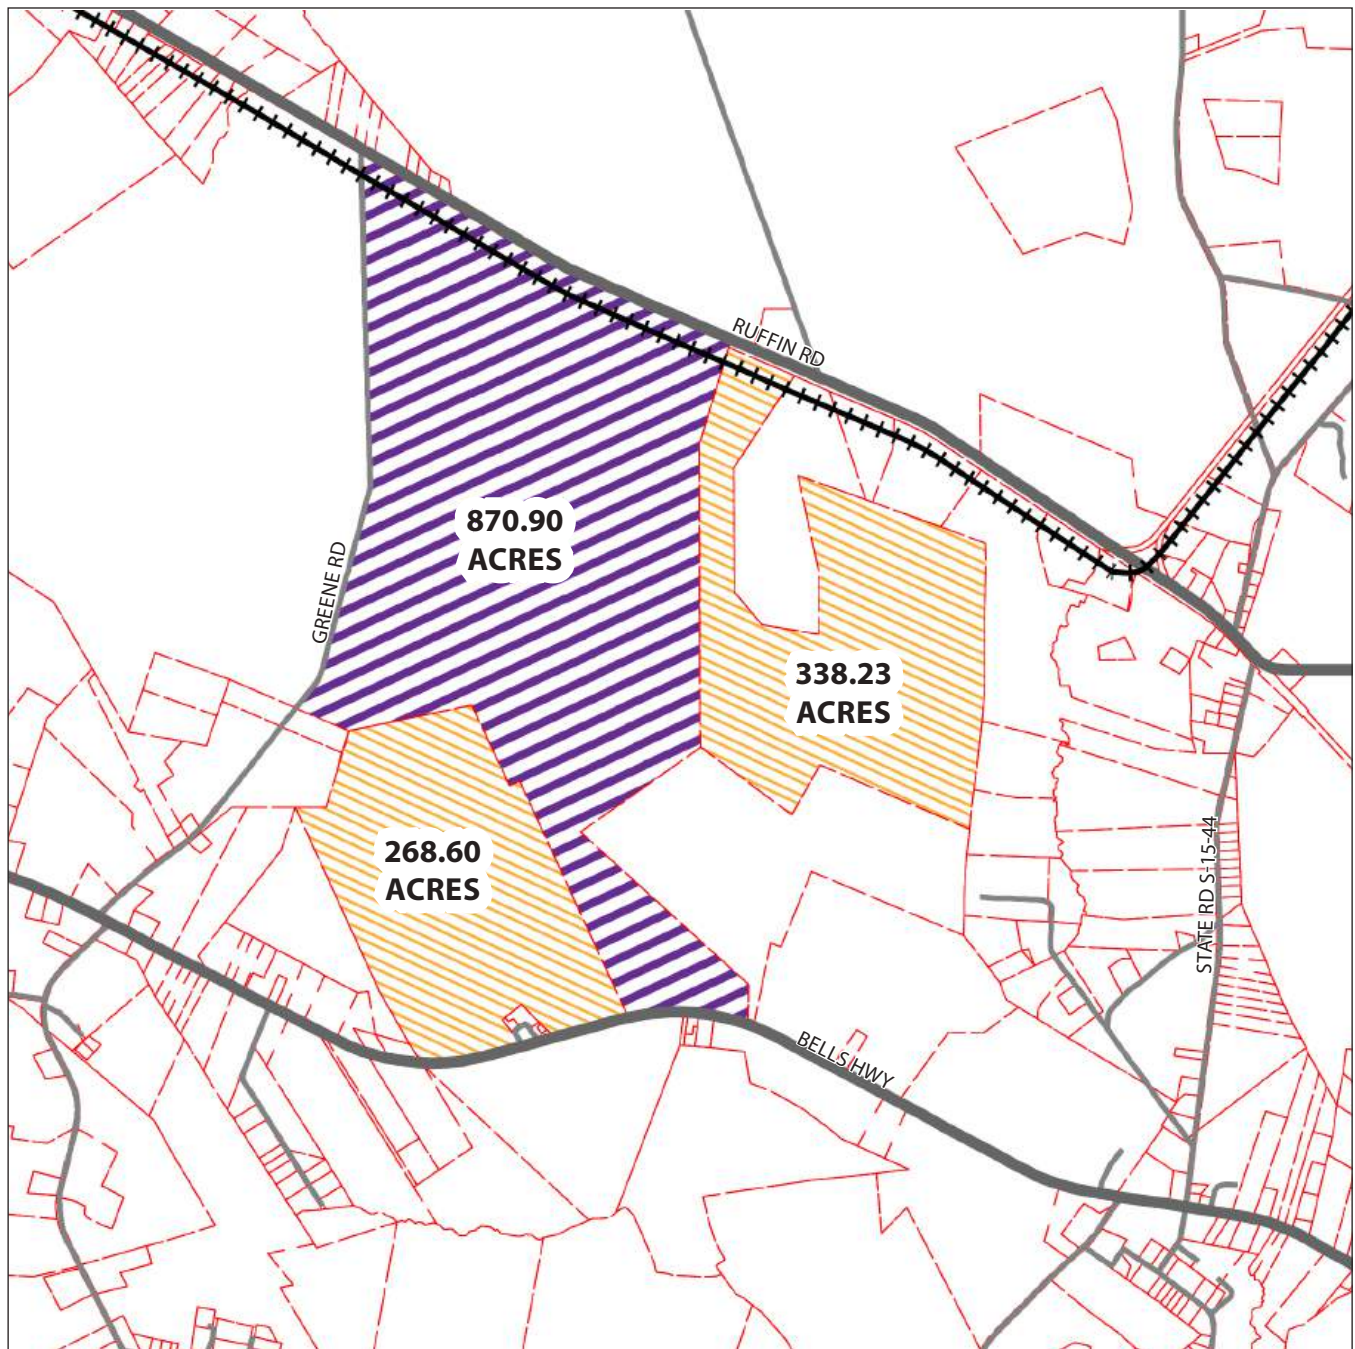 RUFFIN RD
870.90
ACRES
GREENE RD
338.23
ACRES
268.60
ACRES
STATE RD S-15-44
BELLS HWY